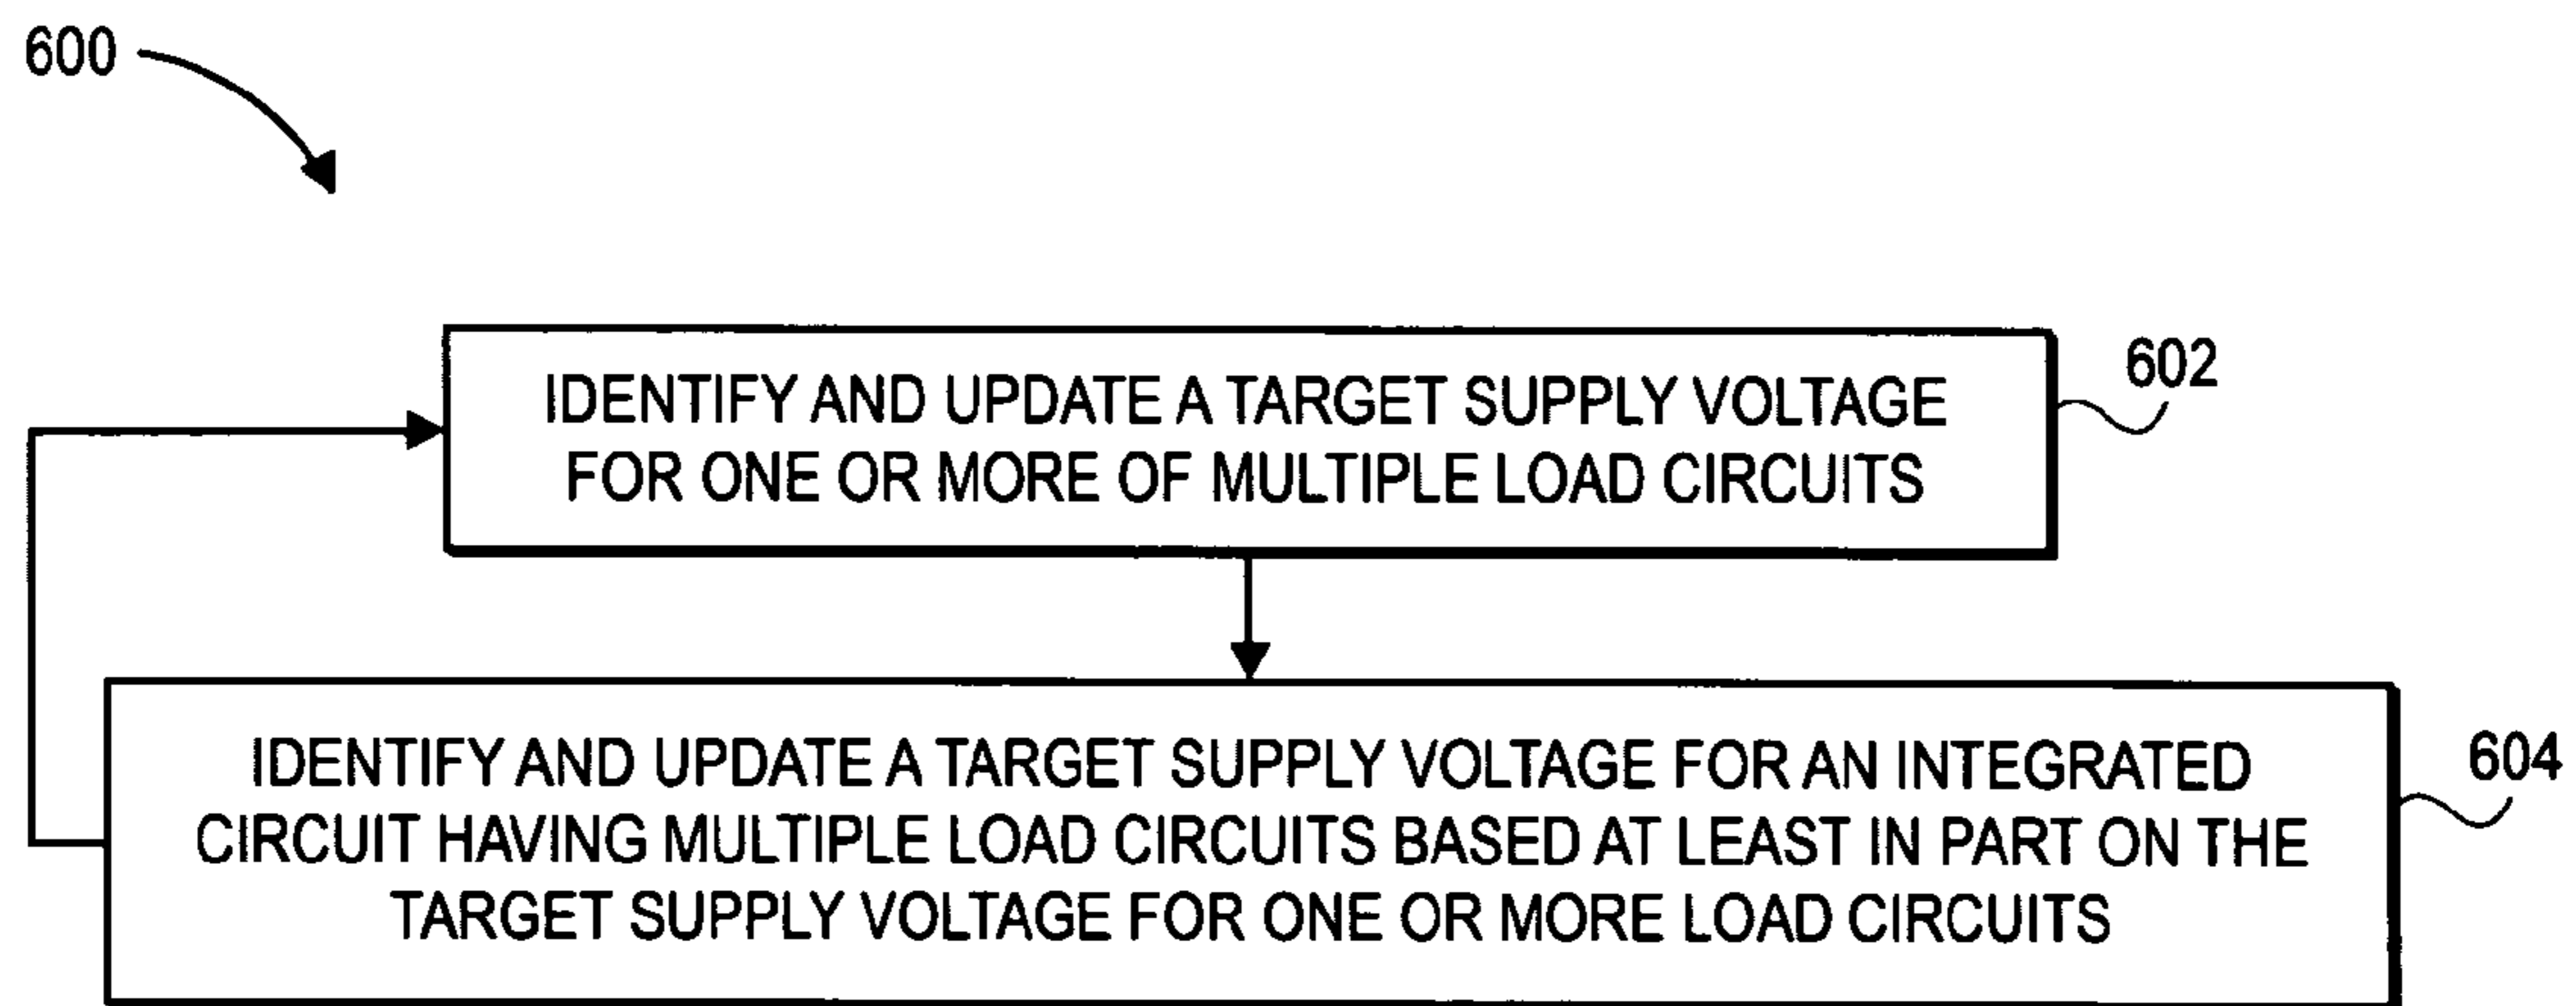 600
IDENTIFY AND UPDATE A TARGET SUPPLY VOLTAGE
FOR ONE OR MORE OF MULTIPLE LOAD CIRCUITS
602
IDENTIFY AND UPDATE A TARGET SUPPLY VOLTAGE FOR AN INTEGRATED
CIRCUIT HAVING MULTIPLE LOAD CIRCUITS BASED AT LEAST IN PART ON THE
TARGET SUPPLY VOLTAGE FOR ONE OR MORE LOAD CIRCUITS
604